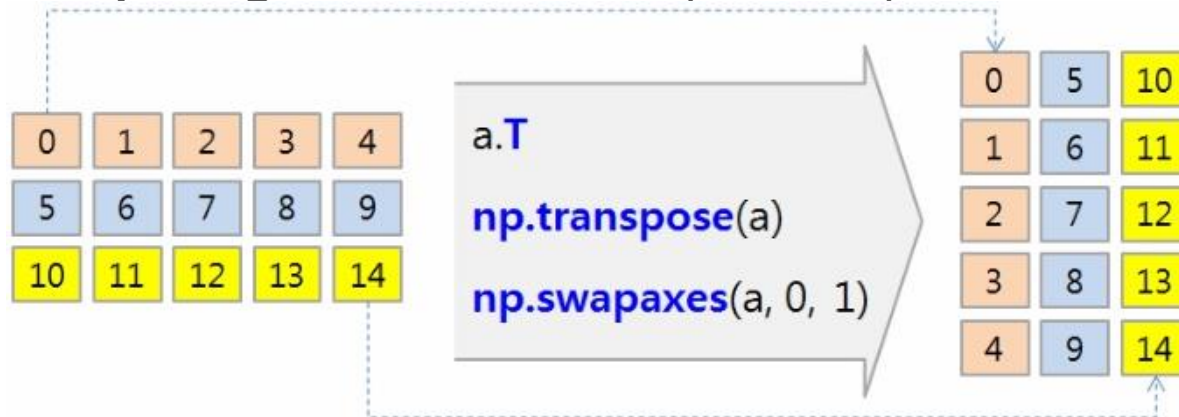 0 1 2 3 4
5 6 7 8 9
10 11 12 13 14
a.T
np.transpose(a)
np.swapaxes(a, 0, 1)
0 5 10
1 6 11
2 7 12
3 8 13
4 9 14